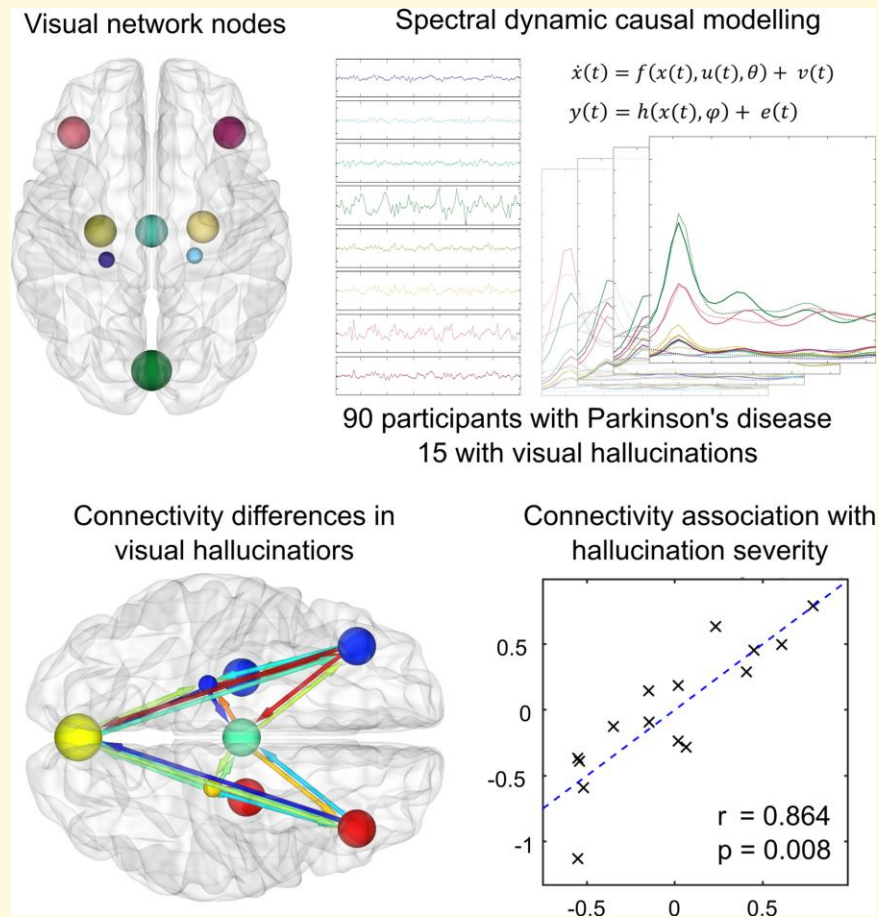 Visual network nodes
Spectral dynamic causal modelling
ẋ(t) = f(x(t), u(t), θ) + v(t)
y(t) = h(x(t), φ) + e(t)
90 participants with Parkinson's disease
15 with visual hallucinations
Connectivity differences in
visual hallucinatiors
Connectivity association with
hallucination severity
0.5
0
-0.5
-1
r = 0.864
p = 0.008
-0.5 0 0.5